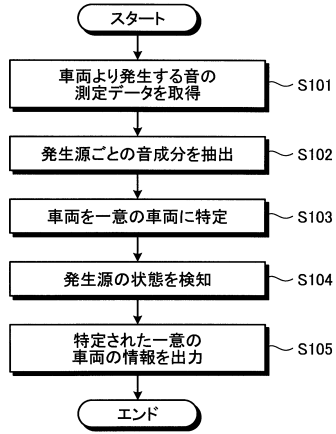 スタート
車両より発生する音の
測定データを取得
S101
発生源ごとの音成分を抽出
S102
車両を一意の車両に特定
S103
発生源の状態を検知
S104
特定された一意の
車両の情報を出力
S105
エンド